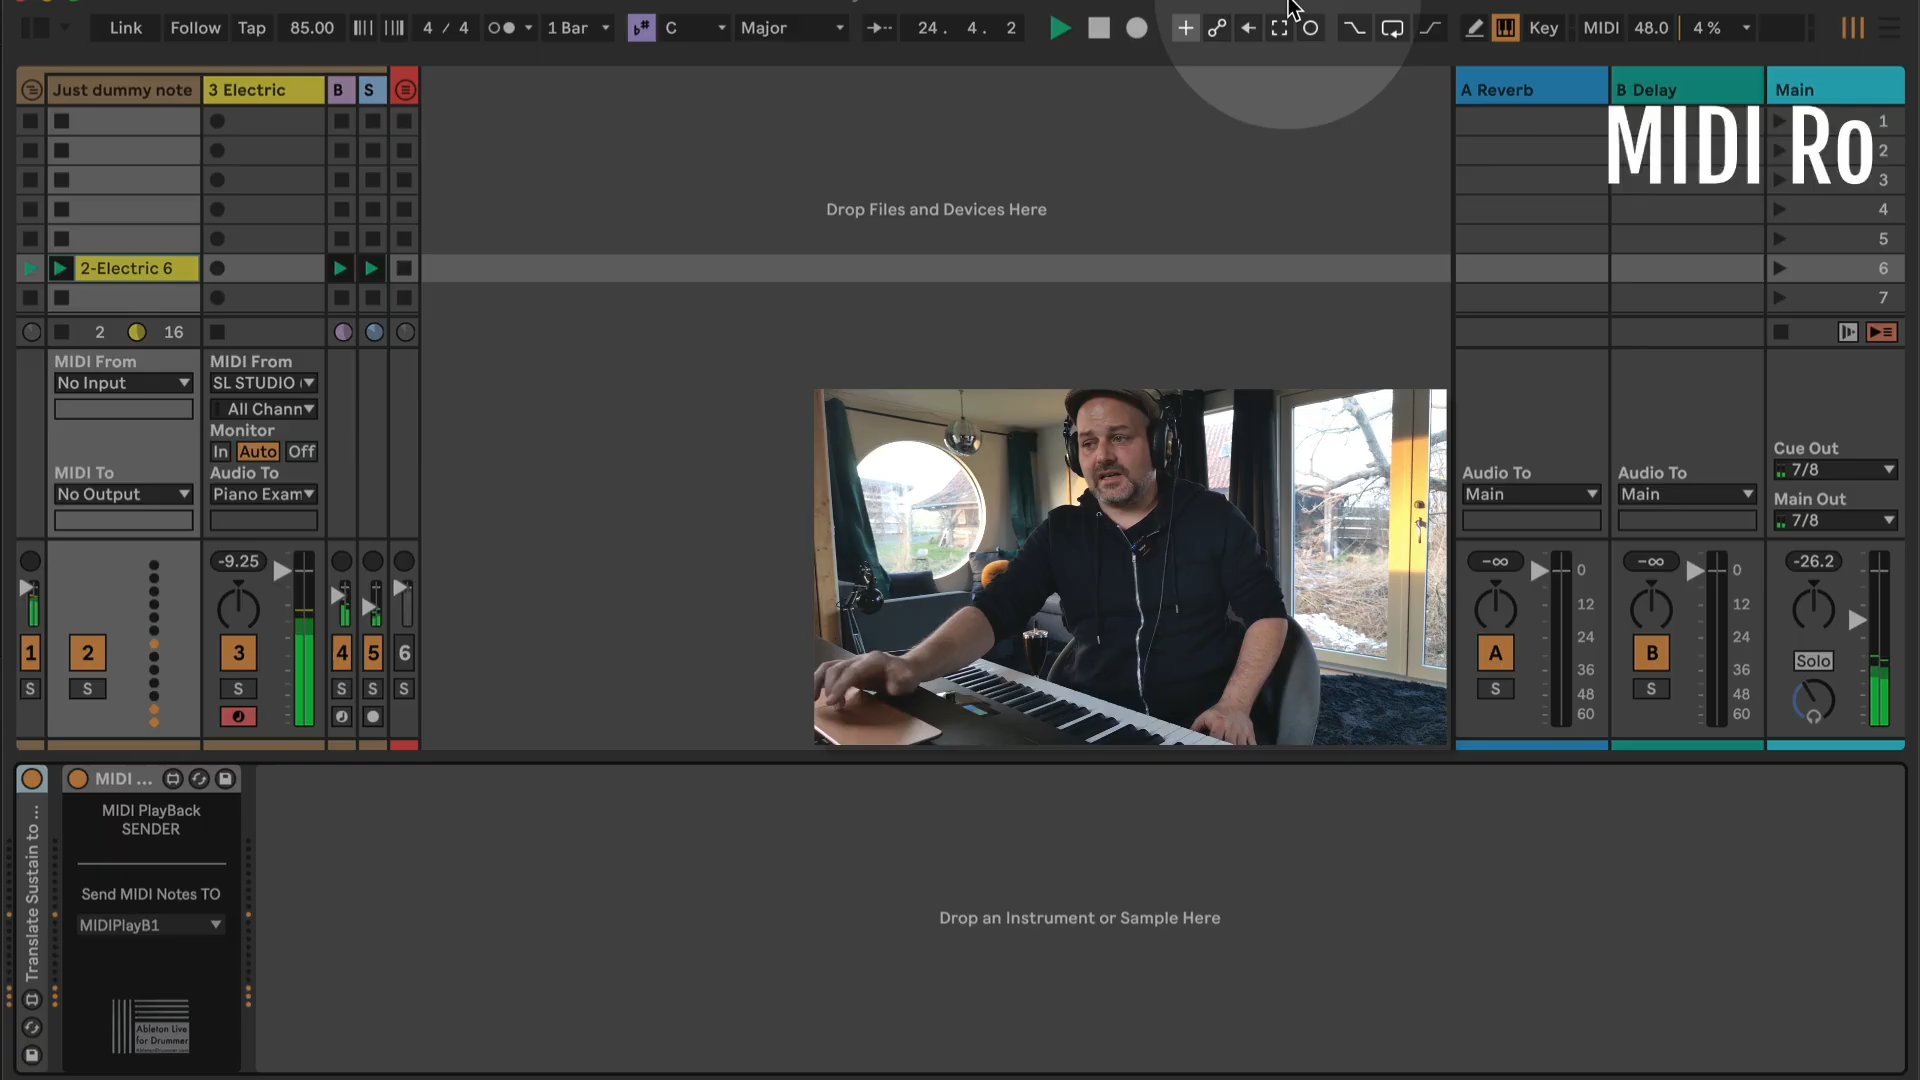 Link Follow Tap 85.00 4 / 4 1 Bar C Major 24. 4. 2 Key MIDI 48.0 4 %
Just dummy note 3 Electric B S A Reverb B Delay Main
MIDI Ro
1
2
3
Drop Files and Devices Here 4
5
2-Electric 6 6
7
2 16
MIDI From MIDI From
No Input SL STUDIO
All Chann
Monitor
In Auto Off
Cue Out
7/8
MIDI To Audio To Audio To Audio To
No Output Piano Exam Main Main
Main Out
7/8
-9.25 -∞ 0 -∞ 0 -26.2
12 12
24 24
1 2 3 4 5 6 A B Solo
36 36
S S S S S S S S
48 48
60 60
MIDI ...
MIDI PlayBack
SENDER
Send MIDI Notes TO
MIDIPlayB1
Translate Sustain to ...
Drop an Instrument or Sample Here
Ableton Live
for Drummer